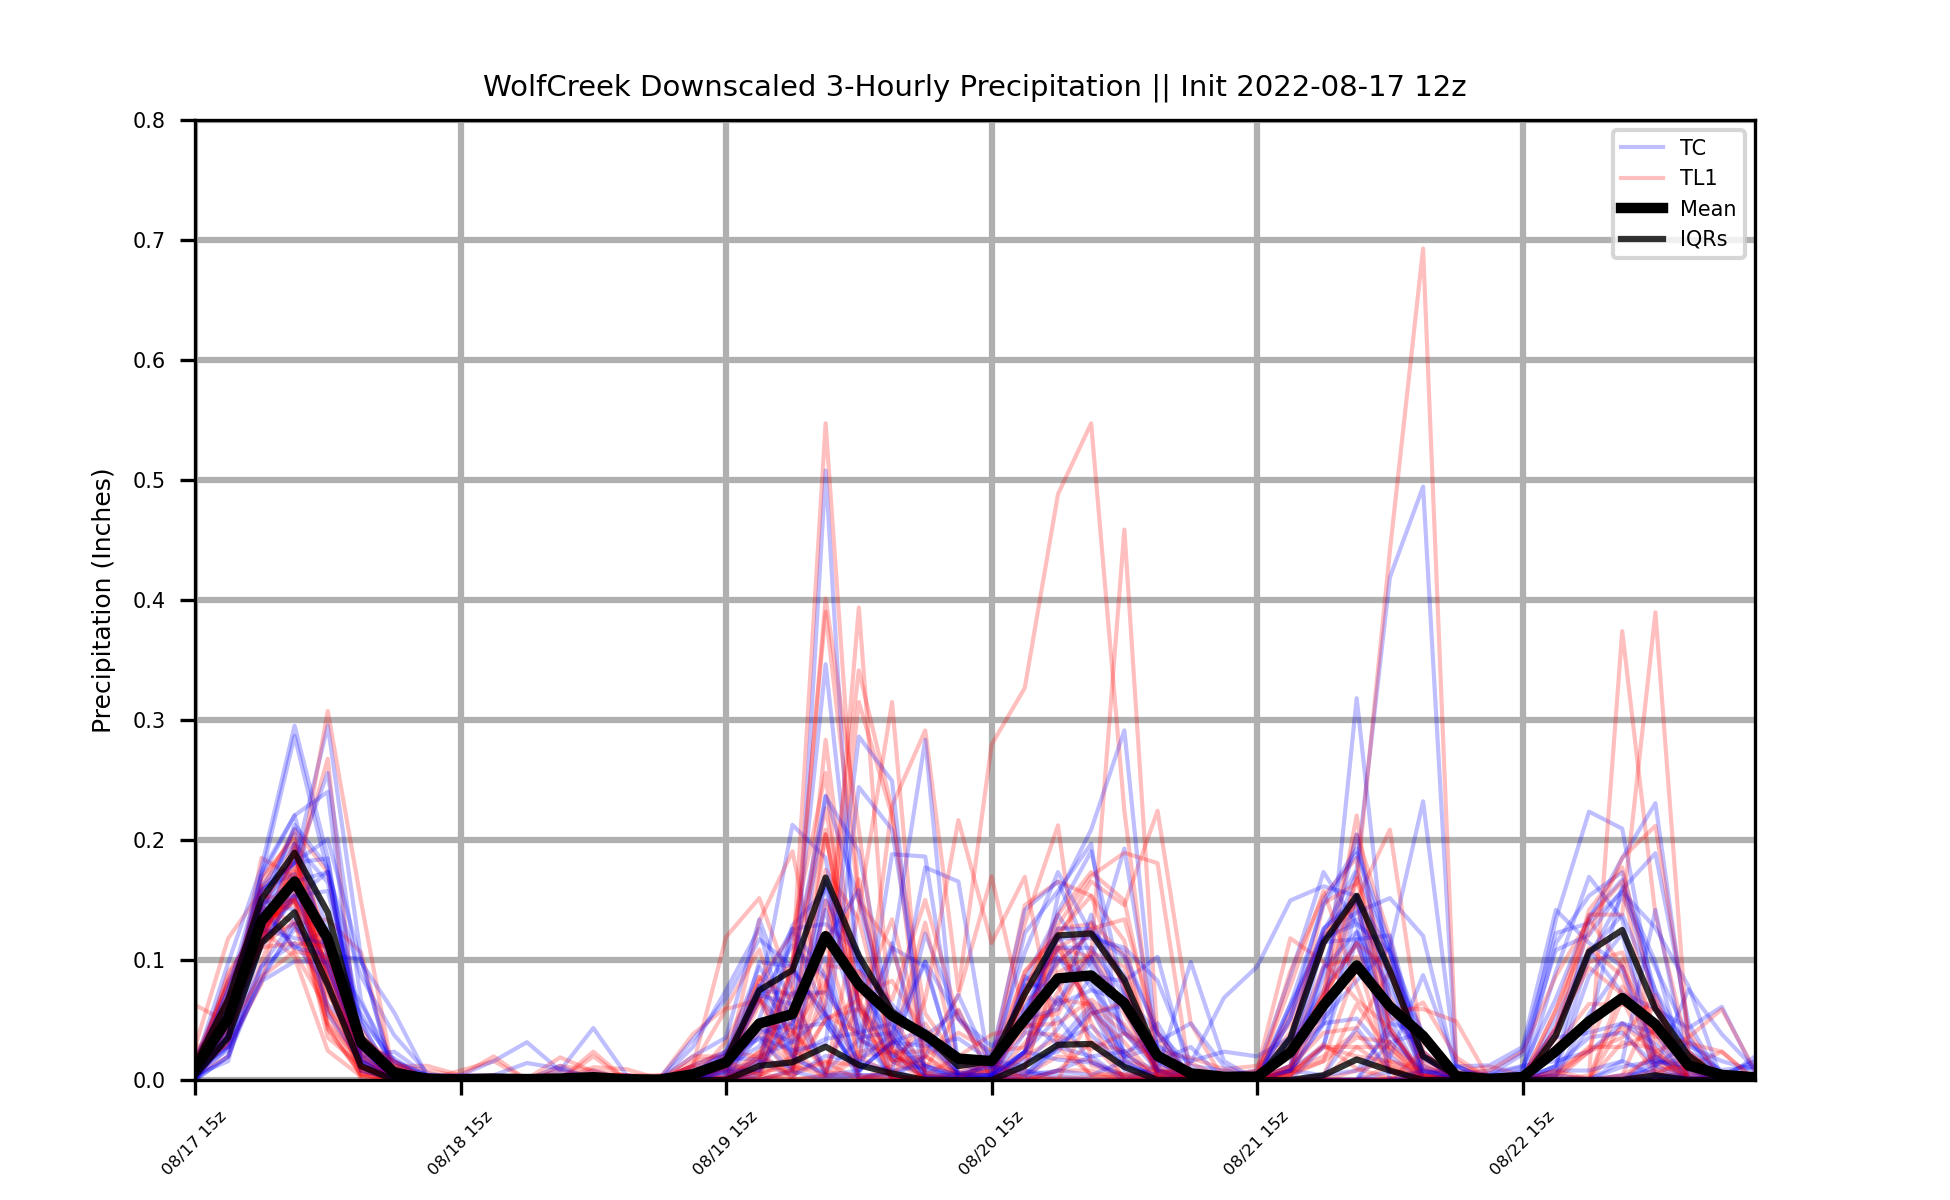 WolfCreek Downscaled 3-Hourly Precipitation || Init 2022-08-17 12z
Precipitation (Inches)
0.8
0.7
0.6
0.5
0.4
0.3
0.2
0.1
0.0
TC
TL1
Mean
IQRs
08/17 15z
08/18 15z
08/19 15z
08/20 15z
08/21 15z
08/22 15z